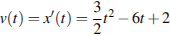 v(t) = x′(t) = 3/2 t² − 6t + 2